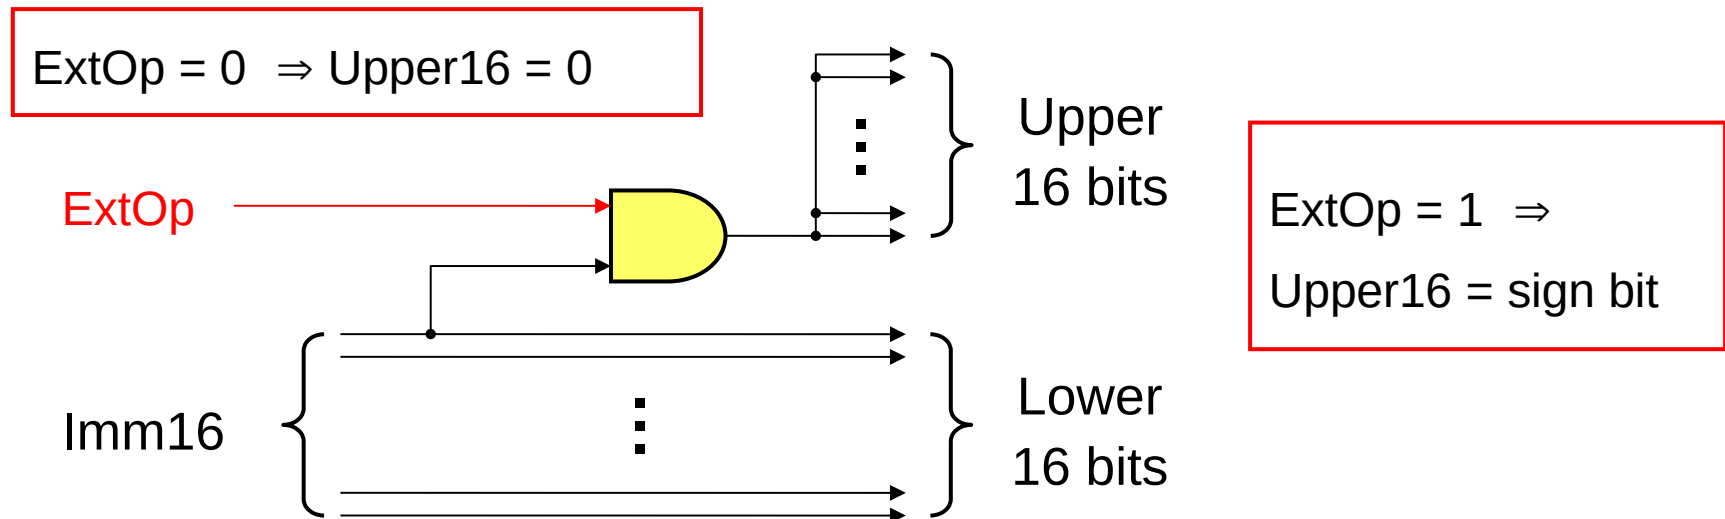 ExtOp = 0 ⇒ Upper16 = 0
Upper
16 bits
ExtOp
ExtOp = 1 ⇒
Upper16 = sign bit
Imm16
Lower
16 bits